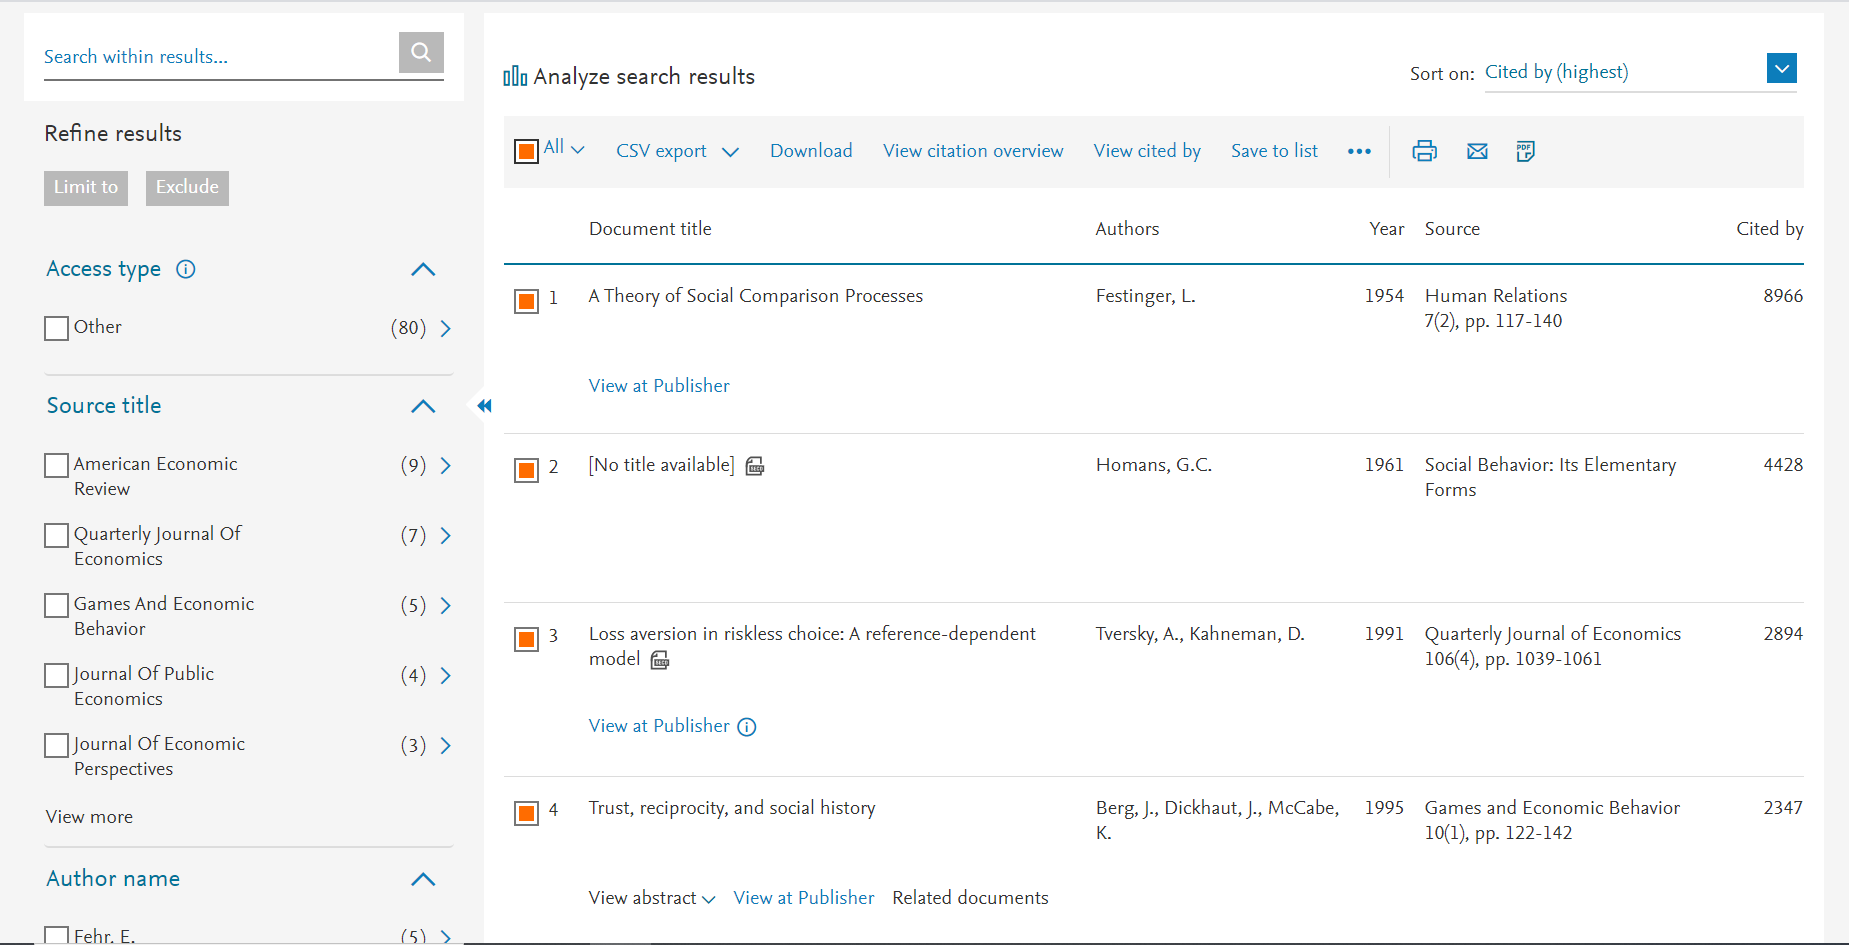 Search within results...
Refine results
Limit to Exclude
Access type
Other (80)
Source title
American Economic (9)
Review
Quarterly Journal Of (7)
Economics
Games And Economic (5)
Behavior
Journal Of Public (4)
Economics
Journal Of Economic (3)
Perspectives
View more
Author name
Fehr, E. (5)
Analyze search results
Sort on: Cited by (highest)
All CSV export Download View citation overview View cited by Save to list ••• PDF
Document title Authors Year Source Cited by
1 A Theory of Social Comparison Processes Festinger, L. 1954 Human Relations 8966
7(2), pp. 117-140
View at Publisher
2 [No title available] Homans, G.C. 1961 Social Behavior: Its Elementary 4428
Forms
3 Loss aversion in riskless choice: A reference-dependent Tversky, A., Kahneman, D. 1991 Quarterly Journal of Economics 2894
model 106(4), pp. 1039-1061
View at Publisher
4 Trust, reciprocity, and social history Berg, J., Dickhaut, J., McCabe, 1995 Games and Economic Behavior 2347
K. 10(1), pp. 122-142
View abstract View at Publisher Related documents